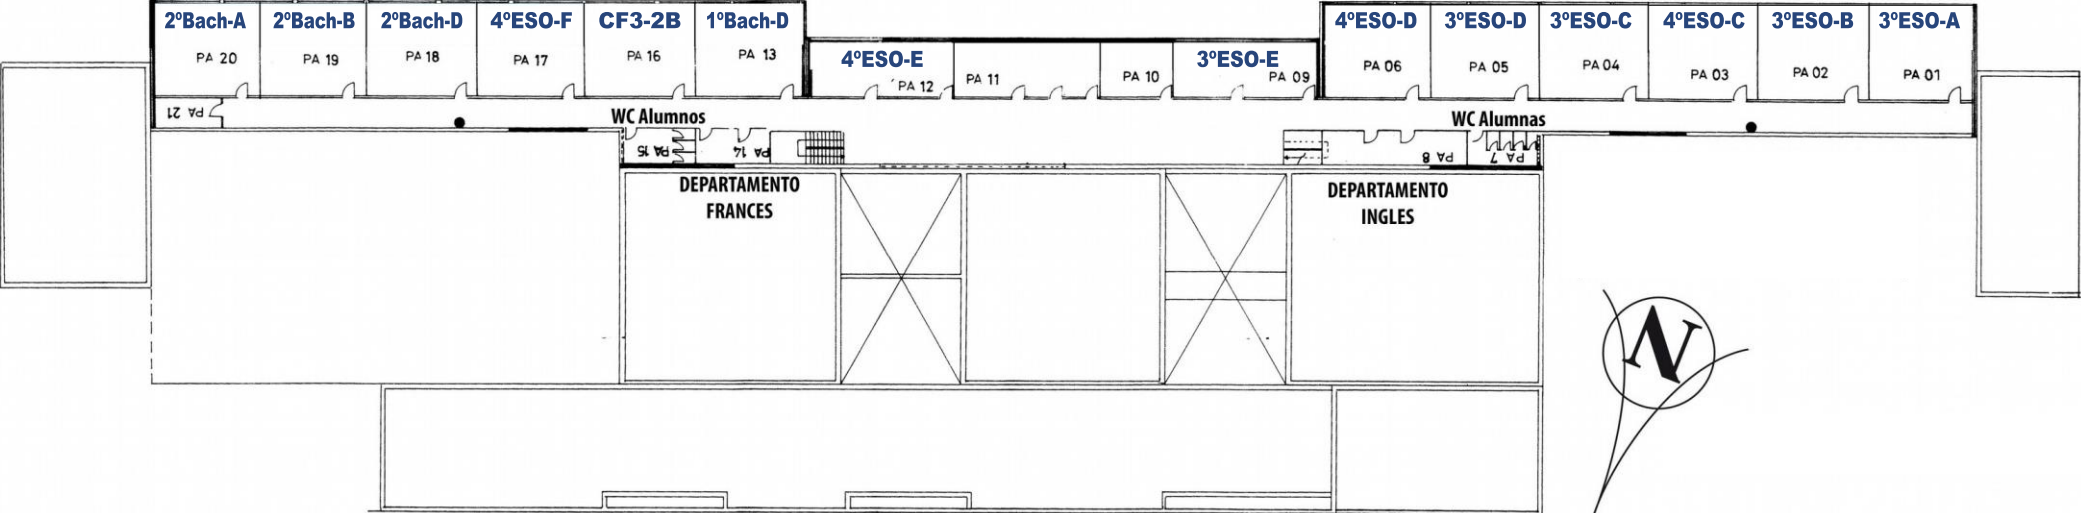 2ºBach-A
PA 20
2ºBach-B
PA 19
2ºBach-D
PA 18
4ºESO-F
PA 17
CF3-2B
PA 16
1ºBach-D
PA 13
4ºESO-E
PA 12
PA 11
PA 10
3ºESO-E
PA 09
4ºESO-D
PA 06
3ºESO-D
PA 05
3ºESO-C
PA 04
4ºESO-C
PA 03
3ºESO-B
PA 02
3ºESO-A
PA 01
PA 21
WC Alumnos
PA 15
PA 14
WC Alumnas
PA 8
PA 7
DEPARTAMENTO
FRANCES
DEPARTAMENTO
INGLES
N